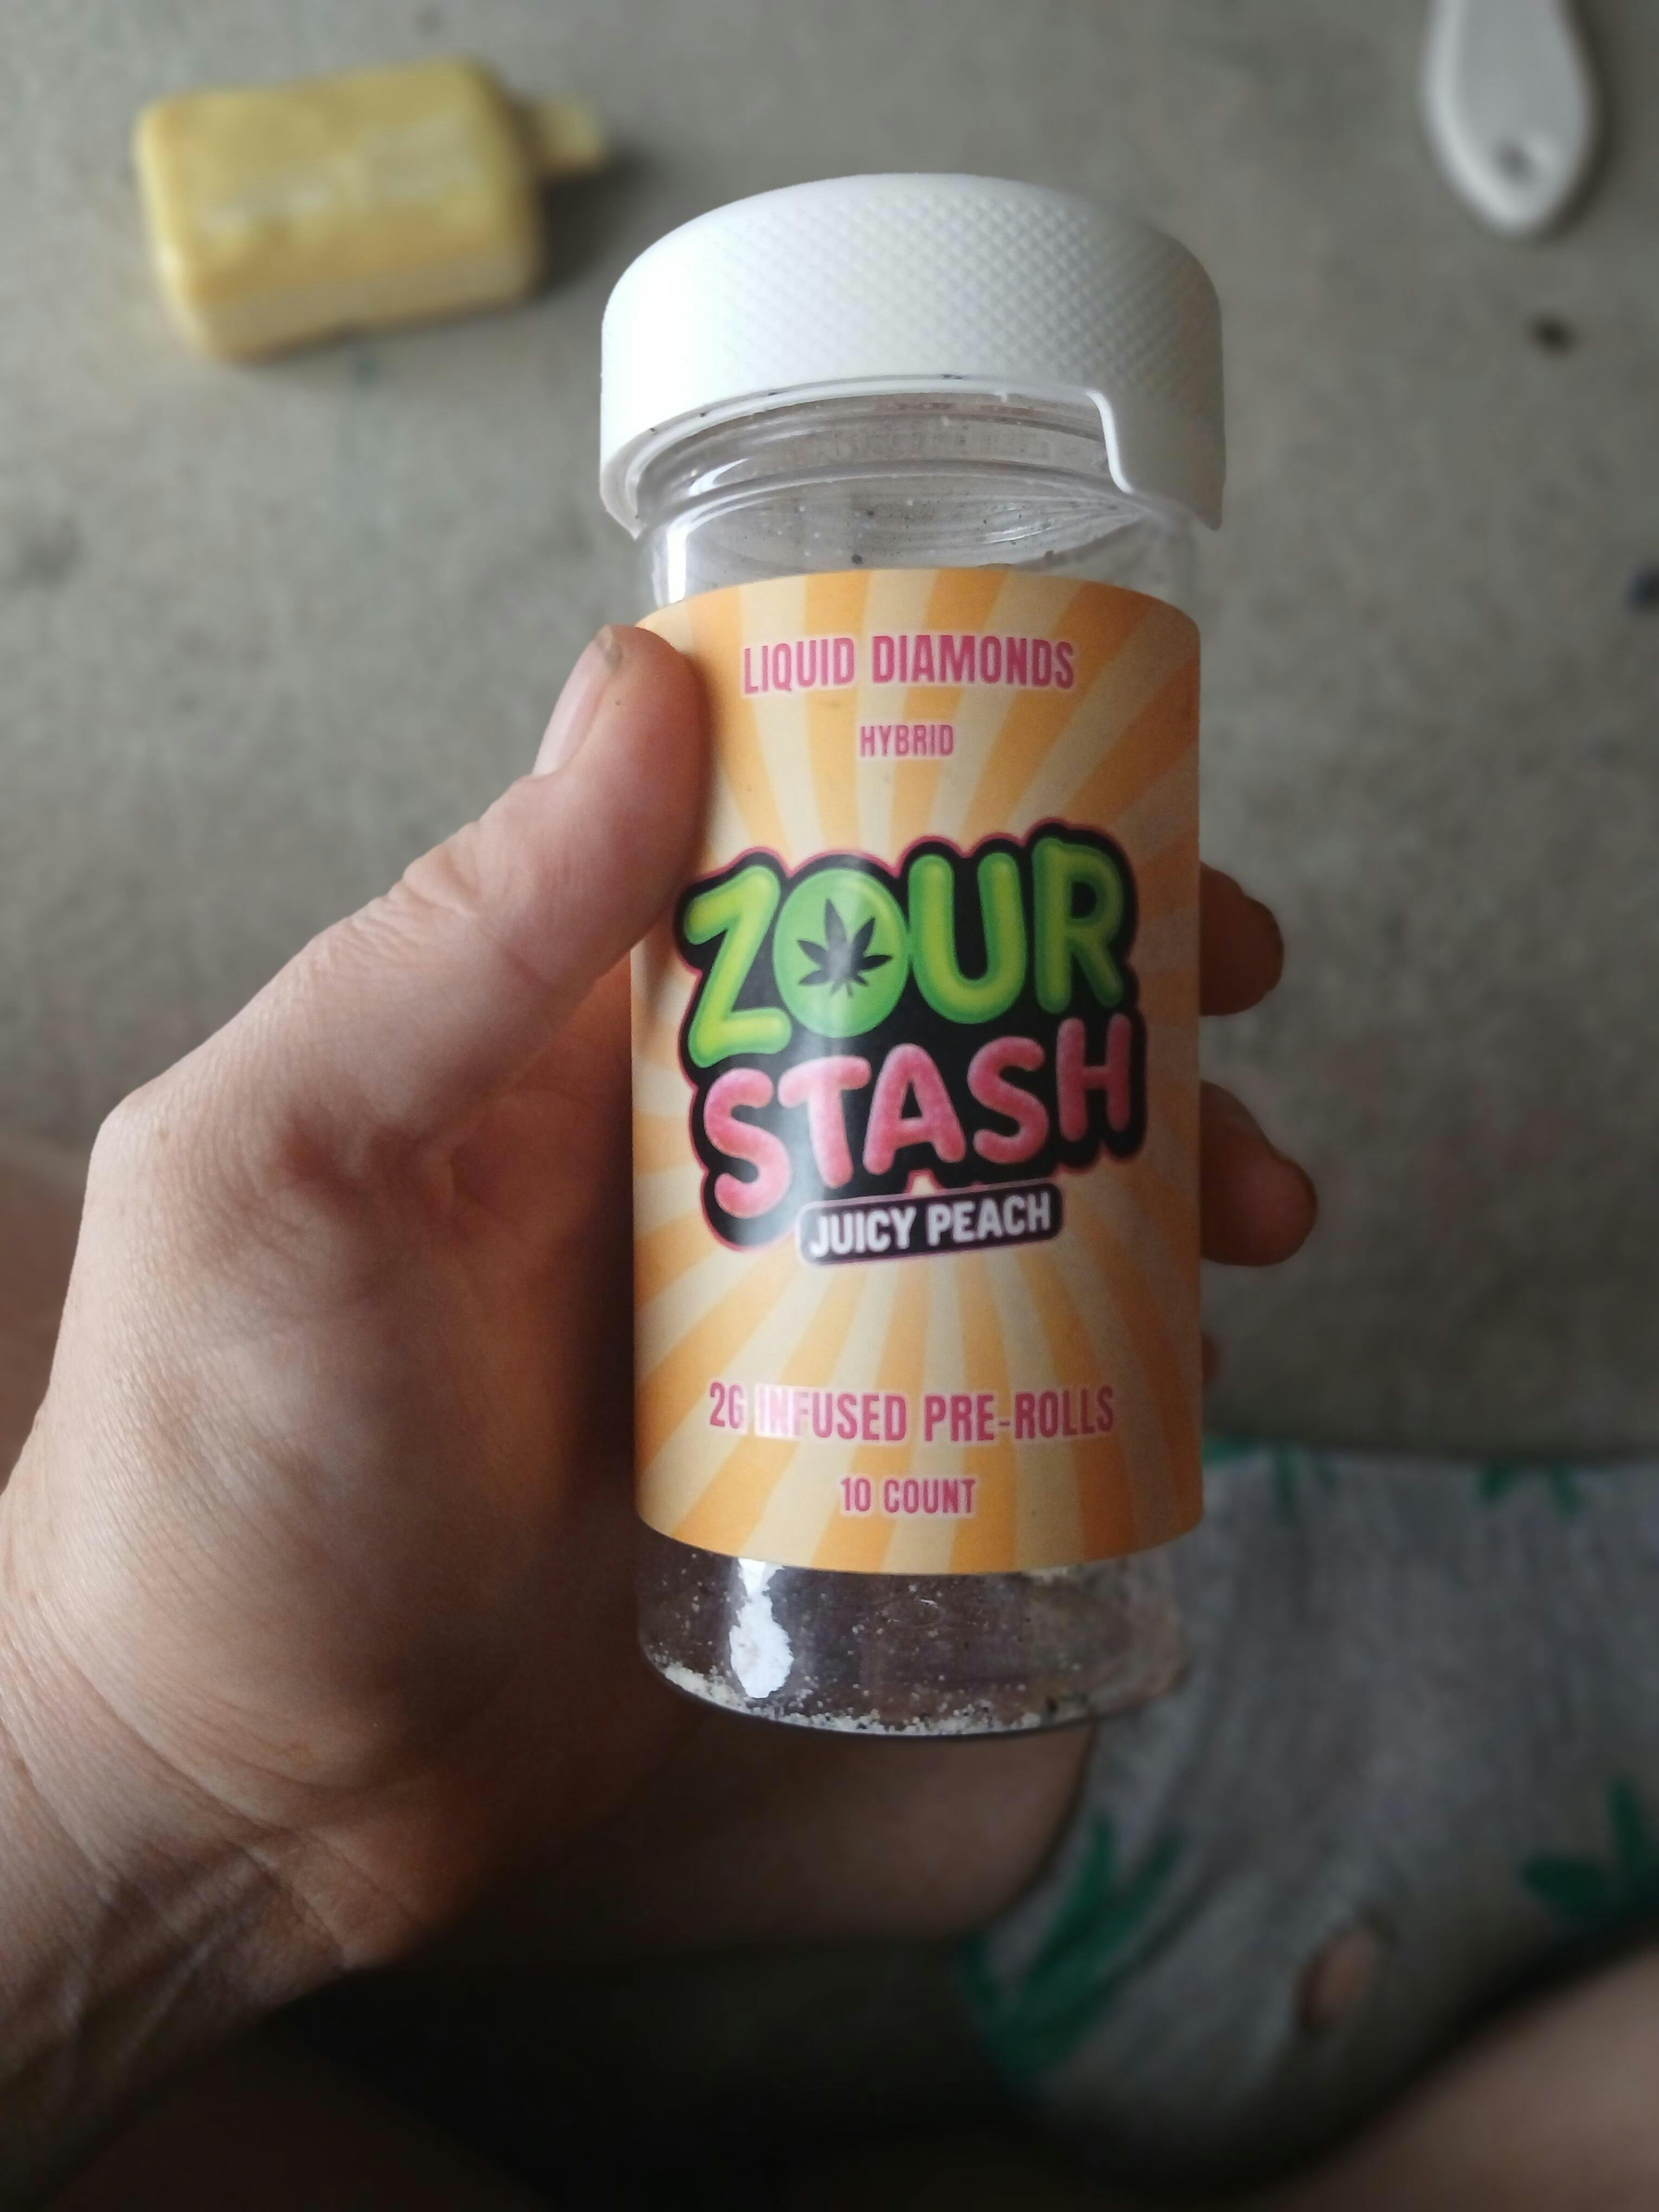 LIQUID DIAMONDS
HYBRID
ZOUR
STASH
JUICY PEACH
2G INFUSED PRE-ROLLS
10 COUNT